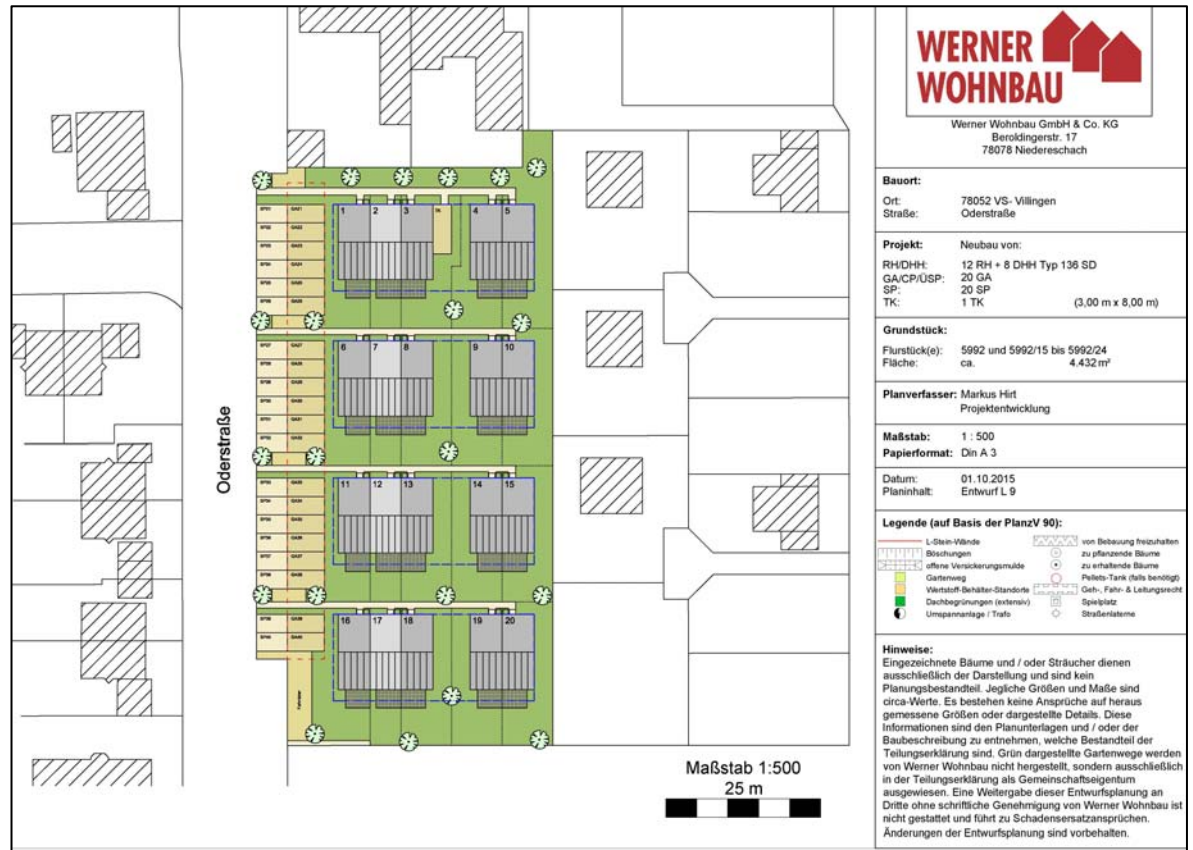 WERNER
WOHNBAU
Werner Wohnbau GmbH & Co. KG
Beroldingerstr. 17
78078 Niedereschach
Bauort:
Ort: 78052 VS- Villingen
Straße: Oderstraße
Projekt: Neubau von:
RH/DHH: 12 RH + 8 DHH Typ 136 SD
GA/CP/ÜSP: 20 GA
SP: 20 SP
TK: 1 TK (3,00 m x 8,00 m)
Grundstück:
Flurstück(e): 5992 und 5992/15 bis 5992/24
Fläche: ca. 4.432 m²
Planverfasser: Markus Hirt
Projektentwicklung
Maßstab: 1 : 500
Papierformat: Din A 3
Datum: 01.10.2015
Planinhalt: Entwurf L 9
Legende (auf Basis der PlanzV 90):
L-Stein-Wände
Böschungen
offene Versickerungsmulde
Gartenweg
Wertstoff-Behälter-Standorte
Dachbegrünungen (extensiv)
Umspannanlage / Trafo
von Bebauung freizuhalten
zu pflanzende Bäume
zu erhaltende Bäume
Pellets-Tank (falls benötigt)
Geh-, Fahr- & Leitungsrecht
Spielplatz
Straßenlaterne
Hinweise:
Eingezeichnete Bäume und / oder Sträucher dienen
ausschließlich der Darstellung und sind kein
Planungsbestandteil. Jegliche Größen und Maße sind
circa-Werte. Es bestehen keine Ansprüche auf heraus
gemessene Größen oder dargestellte Details. Diese
Informationen sind den Planunterlagen und / oder der
Baubeschreibung zu entnehmen, welche Bestandteil der
Teilungserklärung sind. Grün dargestellte Gartenwege werden
von Werner Wohnbau nicht hergestellt, sondern ausschließlich
in der Teilungserklärung als Gemeinschaftseigentum
ausgewiesen. Eine Weitergabe dieser Entwurfsplanung an
Dritte ohne schriftliche Genehmigung von Werner Wohnbau ist
nicht gestattet und führt zu Schadensersatzansprüchen.
Änderungen der Entwurfsplanung sind vorbehalten.
Oderstraße
1 2 3 TK 4 5
6 7 8 9 10
11 12 13 14 15
16 17 18 19 20
Maßstab 1:500
25 m